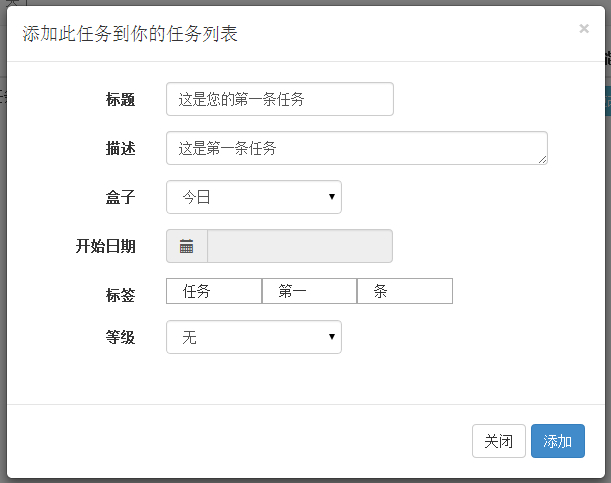 添加此任务到你的任务列表 ×
标题 这是您的第一条任务
描述 这是第一条任务
盒子 今日
开始日期
标签 任务 第一 条
等级 无
关闭 添加